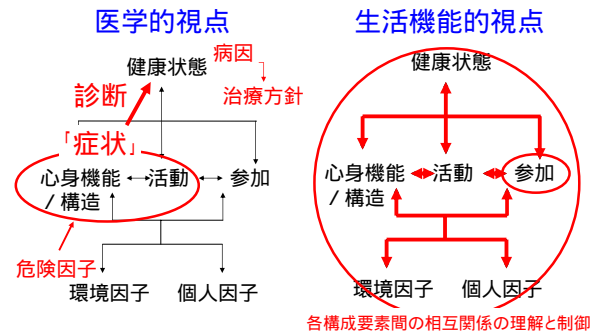 医学的視点
健康状態
病因
診断
治療方針
「症状」
心身機能
/ 構造
活動
参加
危険因子
環境因子
個人因子
生活機能的視点
健康状態
心身機能
/ 構造
活動
参加
環境因子
個人因子
各構成要素間の相互関係の理解と制御